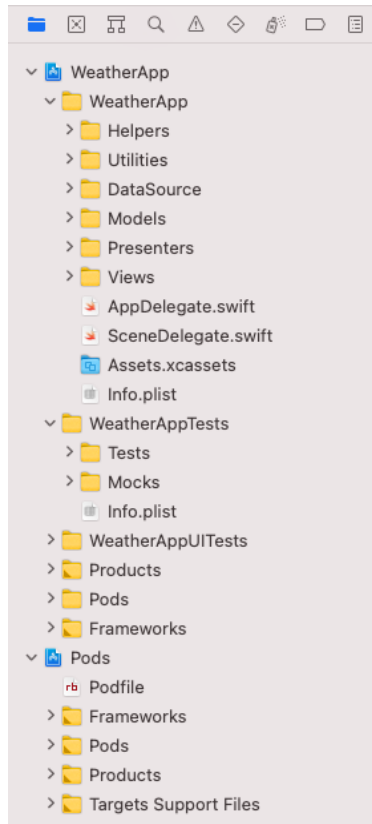 WeatherApp
WeatherApp
Helpers
Utilities
DataSource
Models
Presenters
Views
AppDelegate.swift
SceneDelegate.swift
Assets.xcassets
Info.plist
WeatherAppTests
Tests
Mocks
Info.plist
WeatherAppUITests
Products
Pods
Frameworks
Pods
rb Podfile
Frameworks
Pods
Products
Targets Support Files